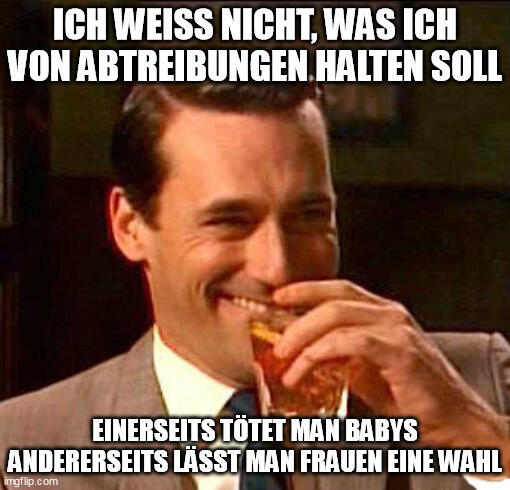 ICH WEISS NICHT, WAS ICH
VON ABTREIBUNGEN HALTEN SOLL
EINERSEITS TÖTET MAN BABYS
ANDERERSEITS LÄSST MAN FRAUEN EINE WAHL
imgflip.com